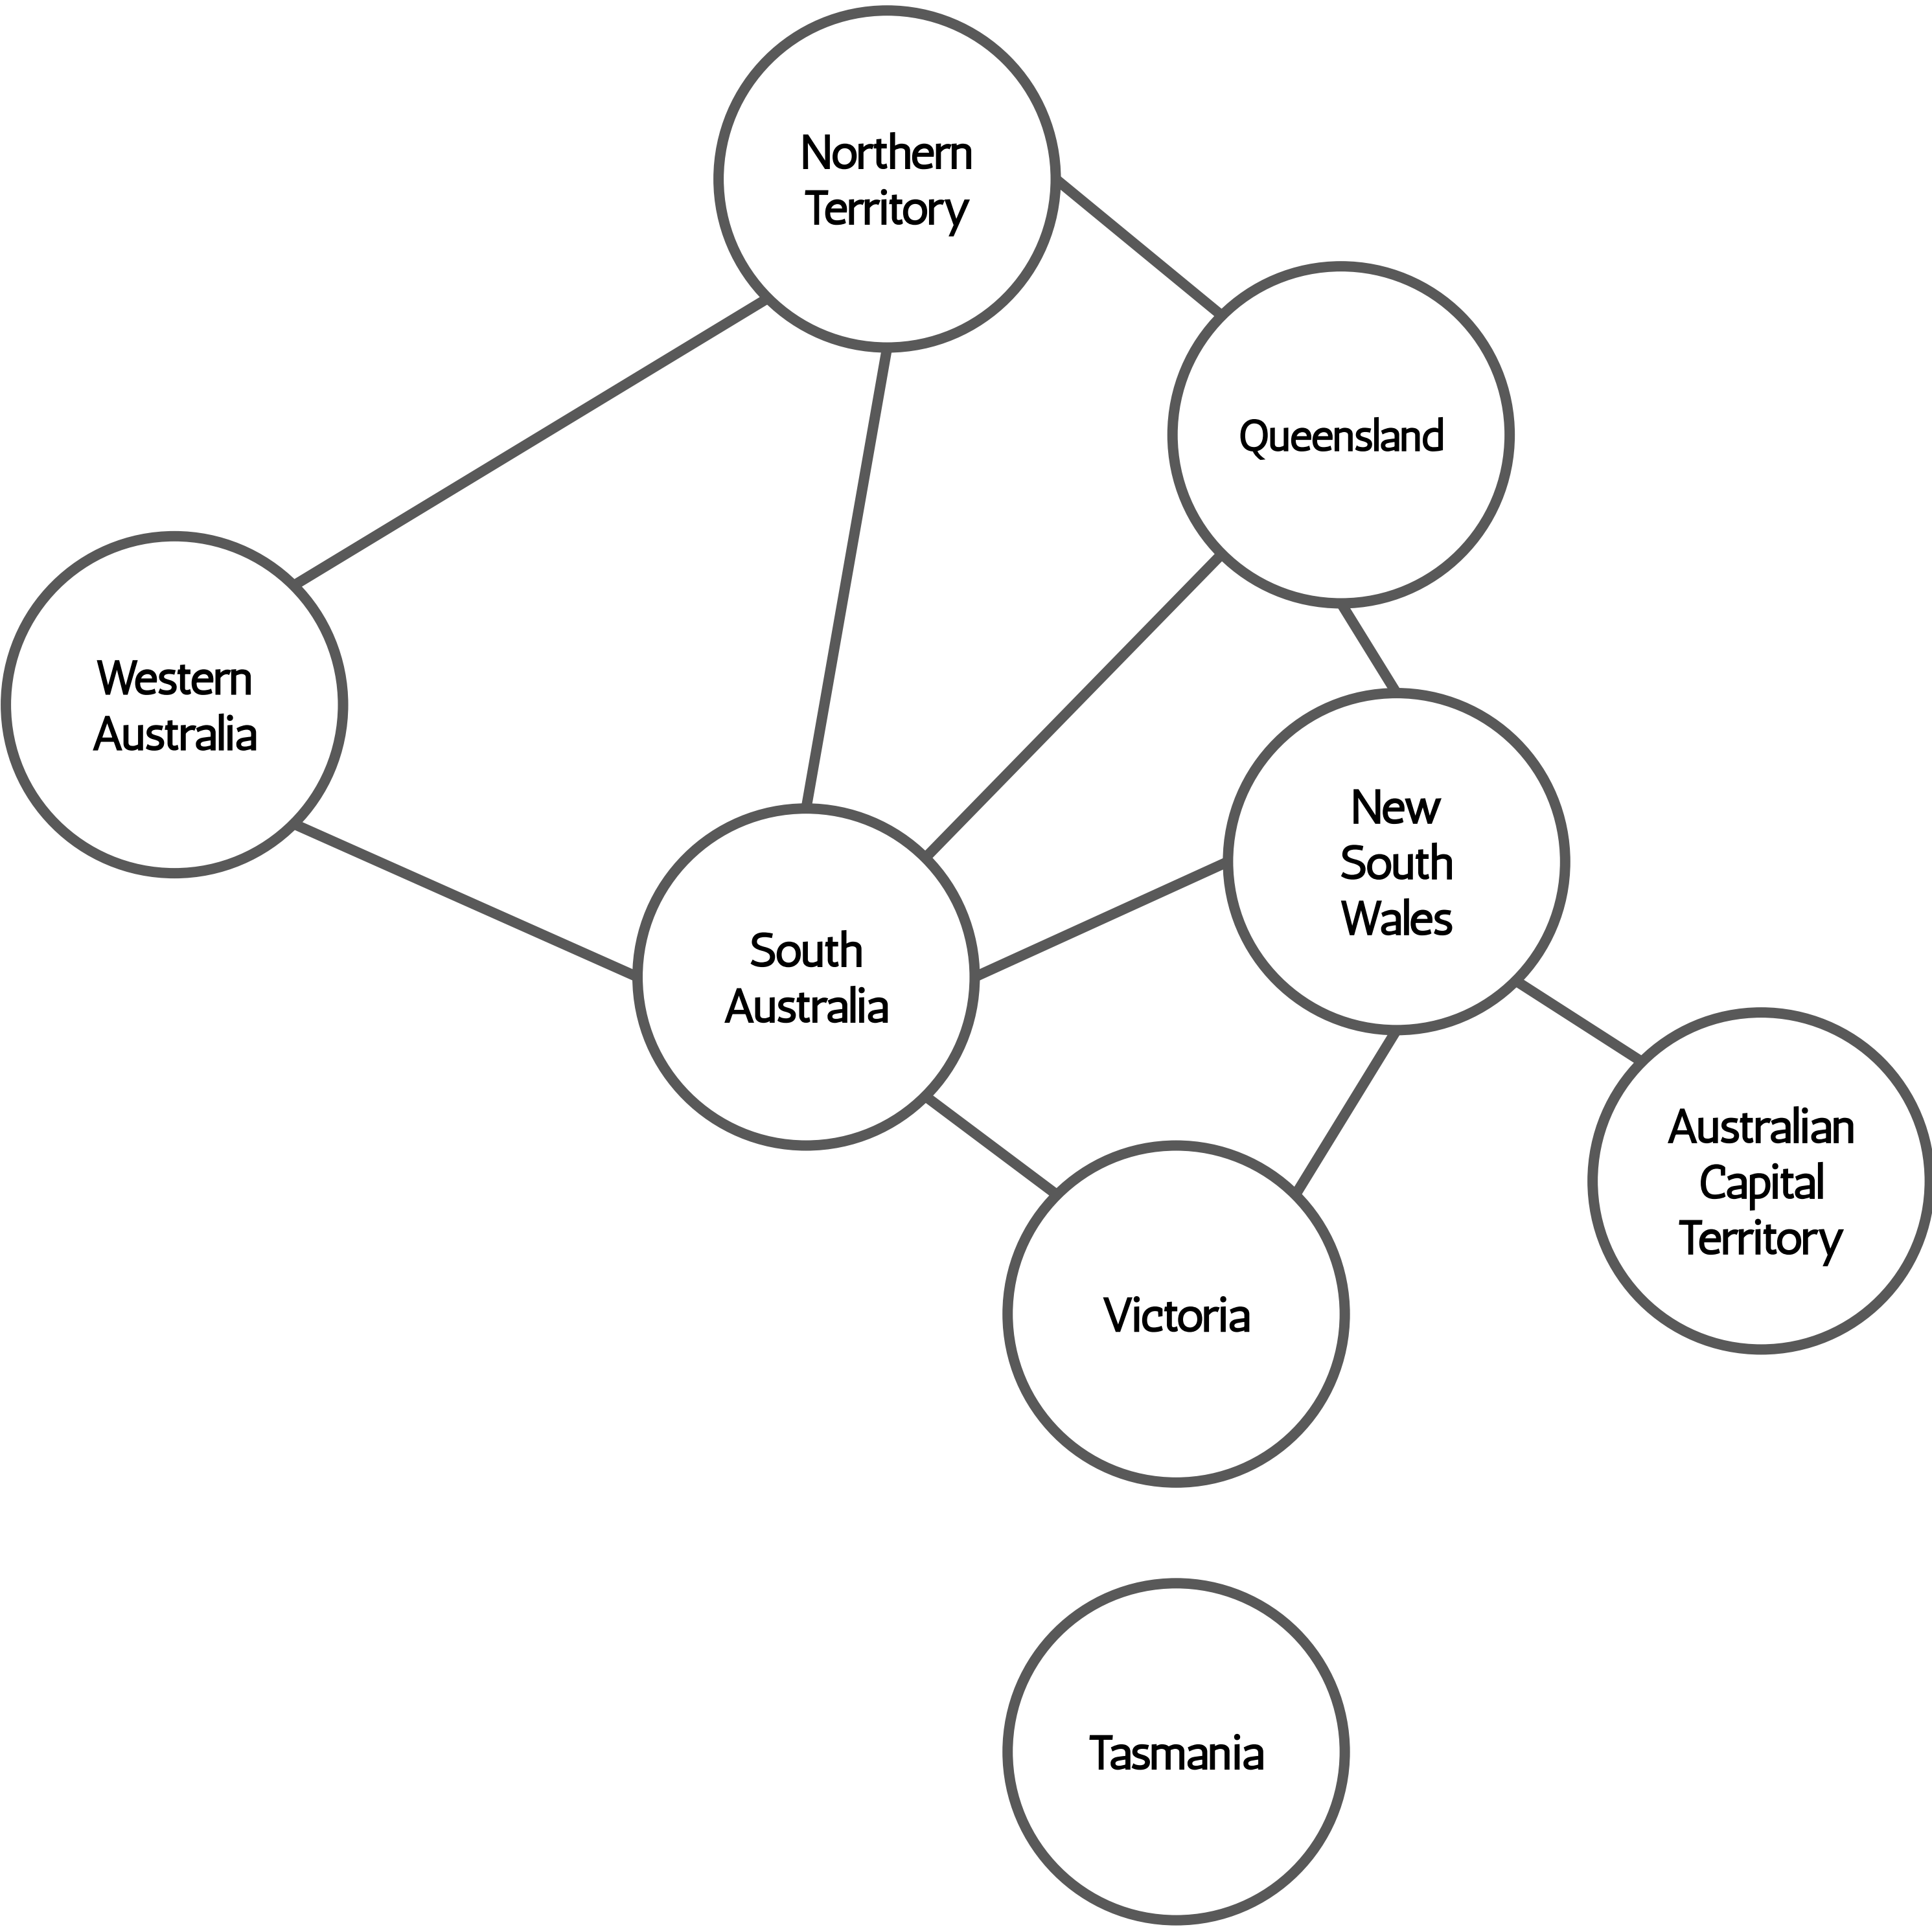 Northern
Territory
Queensland
Western
Australia
New
South
Wales
South
Australia
Australian
Capital
Territory
Victoria
Tasmania